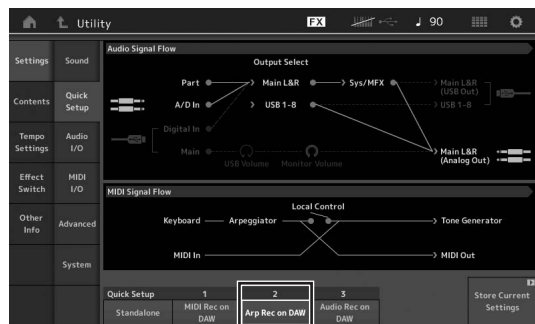 Utility
FX
90
Settings
Sound
Contents
Quick
Setup
Tempo
Settings
Audio
I/O
Effect
Switch
MIDI
I/O
Other
Info
Advanced
System
Audio Signal Flow
Output Select
Part
Main L&R
Sys/MFX
Main L&R
(USB Out)
A/D In
USB 1-8
USB 1-8
Digital In
Main
USB Volume
Monitor Volume
Main L&R
(Analog Out)
MIDI Signal Flow
Local Control
Keyboard
Arpeggiator
Tone Generator
MIDI In
MIDI Out
Quick Setup
1
2
3
Standalone
MIDI Rec on
DAW
Arp Rec on DAW
Audio Rec on
DAW
Store Current
Settings